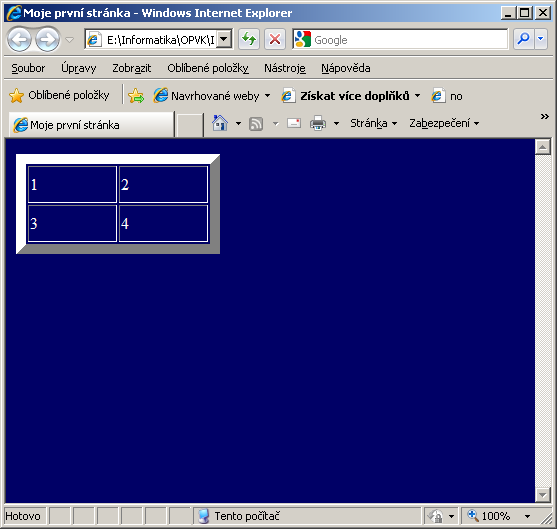 Moje první stránka - Windows Internet Explorer
E:\Informatika\OPVK\I
Google
Soubor Úpravy Zobrazit Oblíbené položky Nástroje Nápověda
Oblíbené položky Navrhované weby Získat více doplňků no
Moje první stránka Stránka Zabezpečení »
1 2
3 4
Hotovo Tento počítač 100%